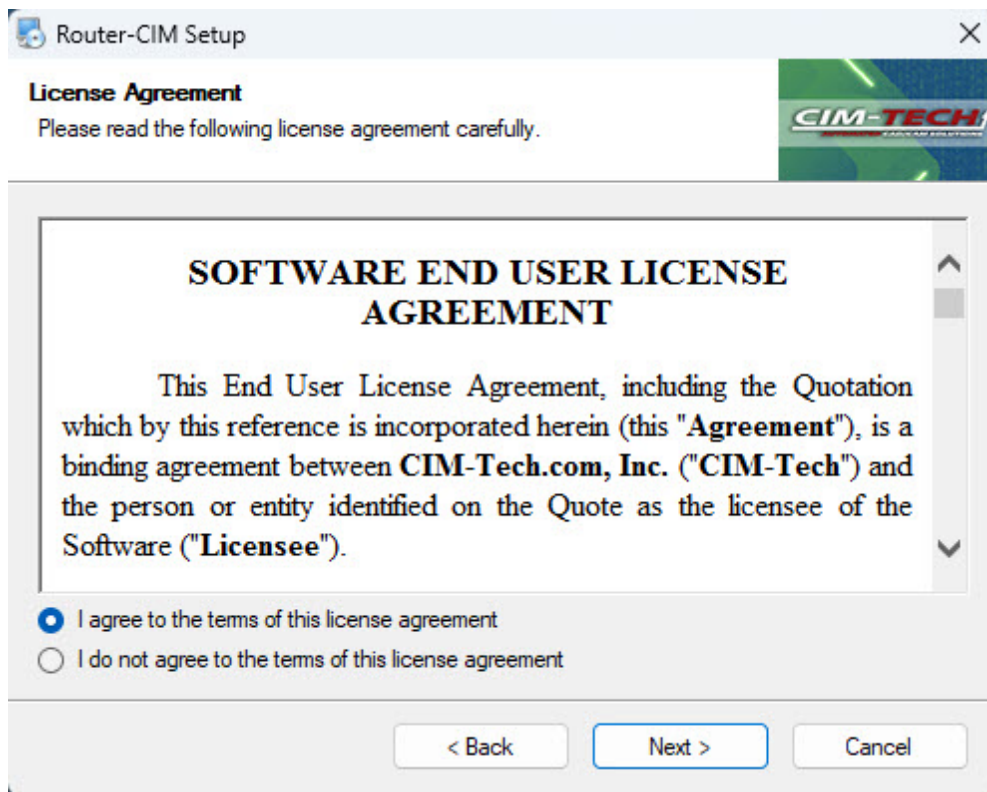 Router-CIM Setup
License Agreement
Please read the following license agreement carefully.
CIM-TECH
SOFTWARE END USER LICENSE
AGREEMENT
This End User License Agreement, including the Quotation
which by this reference is incorporated herein (this "Agreement"), is a
binding agreement between CIM-Tech.com, Inc. ("CIM-Tech") and
the person or entity identified on the Quote as the licensee of the
Software ("Licensee").
I agree to the terms of this license agreement
I do not agree to the terms of this license agreement
< Back
Next >
Cancel